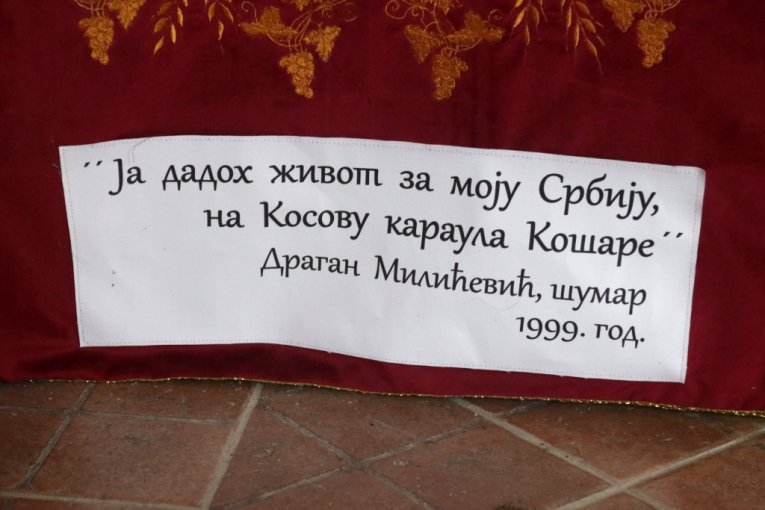 ´´Ја дадох живот за моју Србију,
на Косову караула Кошаре´´
Драган Милићевић, шумар
1999. год.